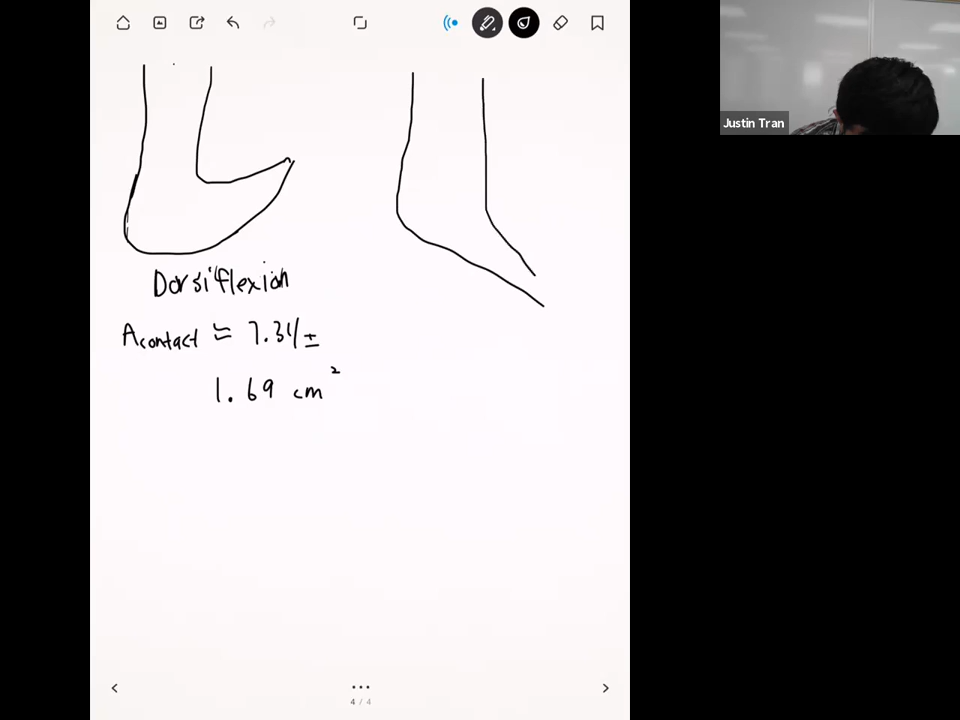 Justin Tran
Dorsiflexion
Acontact ≃ 7.34±
1.69 cm²
4 / 4